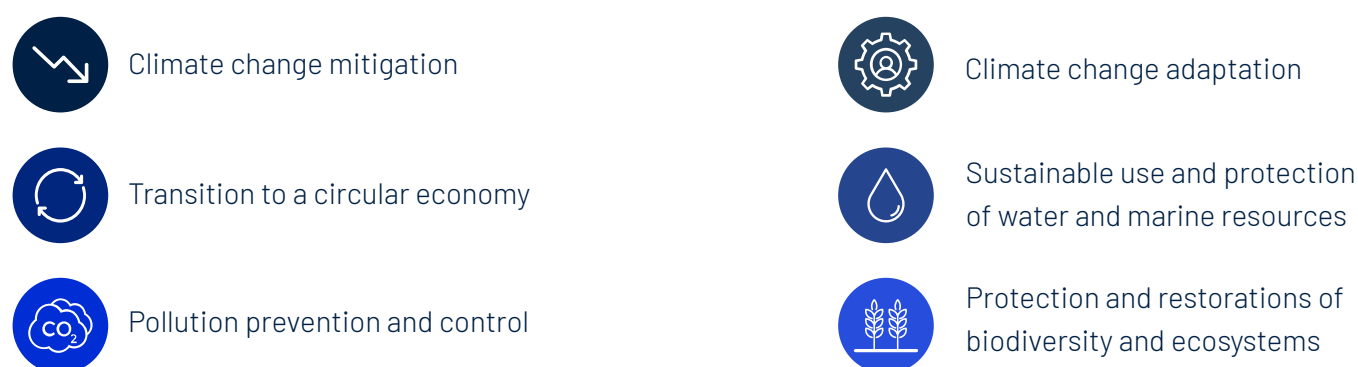 Climate change mitigation
Climate change adaptation
Transition to a circular economy
Sustainable use and protection
of water and marine resources
CO2
Pollution prevention and control
Protection and restorations of
biodiversity and ecosystems